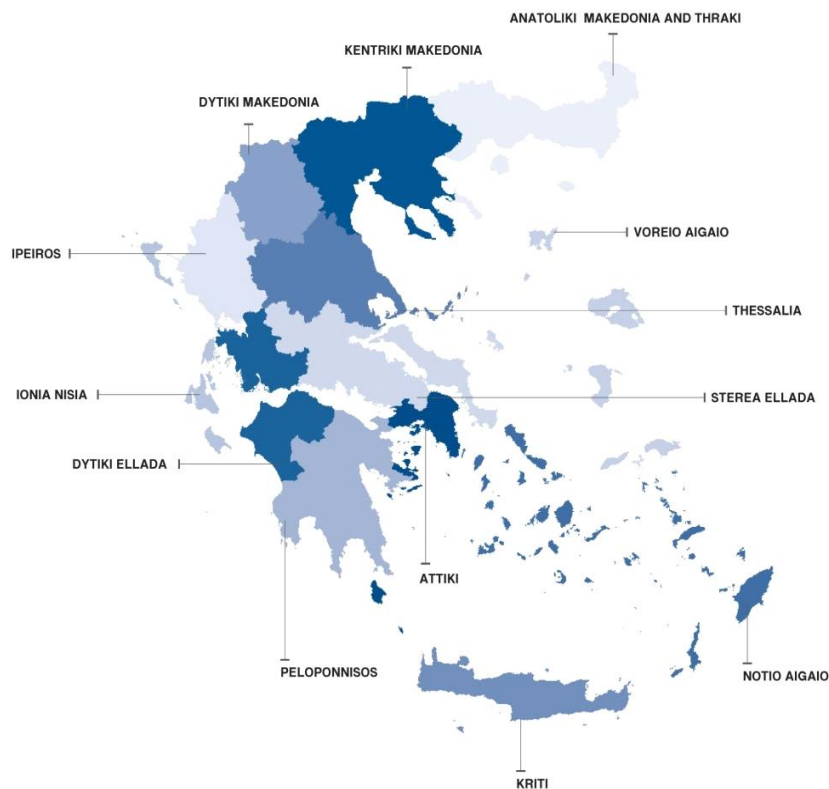 ANATOLIKI MAKEDONIA AND THRAKI
KENTRIKI MAKEDONIA
DYTIKI MAKEDONIA
VOREIO AIGAIO
IPEIROS
THESSALIA
IONIA NISIA
STEREA ELLADA
DYTIKI ELLADA
ATTIKI
PELOPONNISOS
NOTIO AIGAIO
KRITI